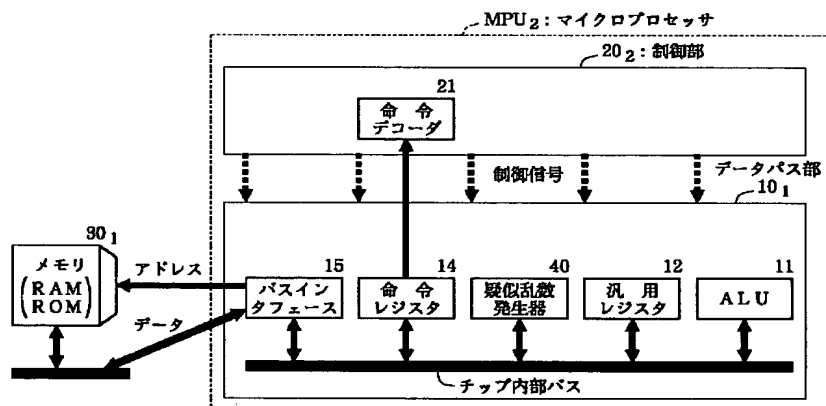 MPU₂：マイクロプロセッサ
20₂：制御部
21
命　令
デコーダ
制御信号
データパス部
10₁
30₁
メモリ
(RAM
ROM)
アドレス
データ
15
バスイン
タフェース
14
命　令
レジスタ
40
疑似乱数
発生器
12
汎　用
レジスタ
11
ＡＬＵ
チップ内部バス